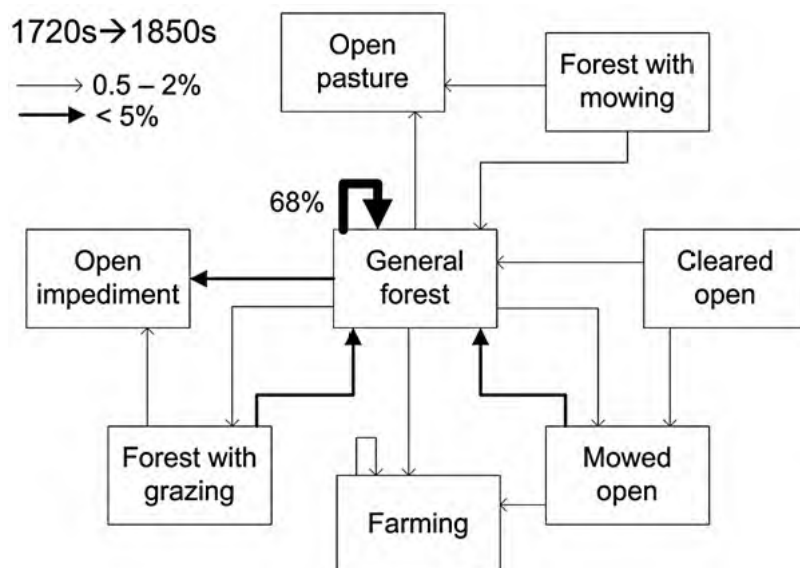 1720s→1850s
0.5 – 2%
< 5%
Open
pasture
Forest with
mowing
68%
Open
impediment
General
forest
Cleared
open
Forest with
grazing
Farming
Mowed
open